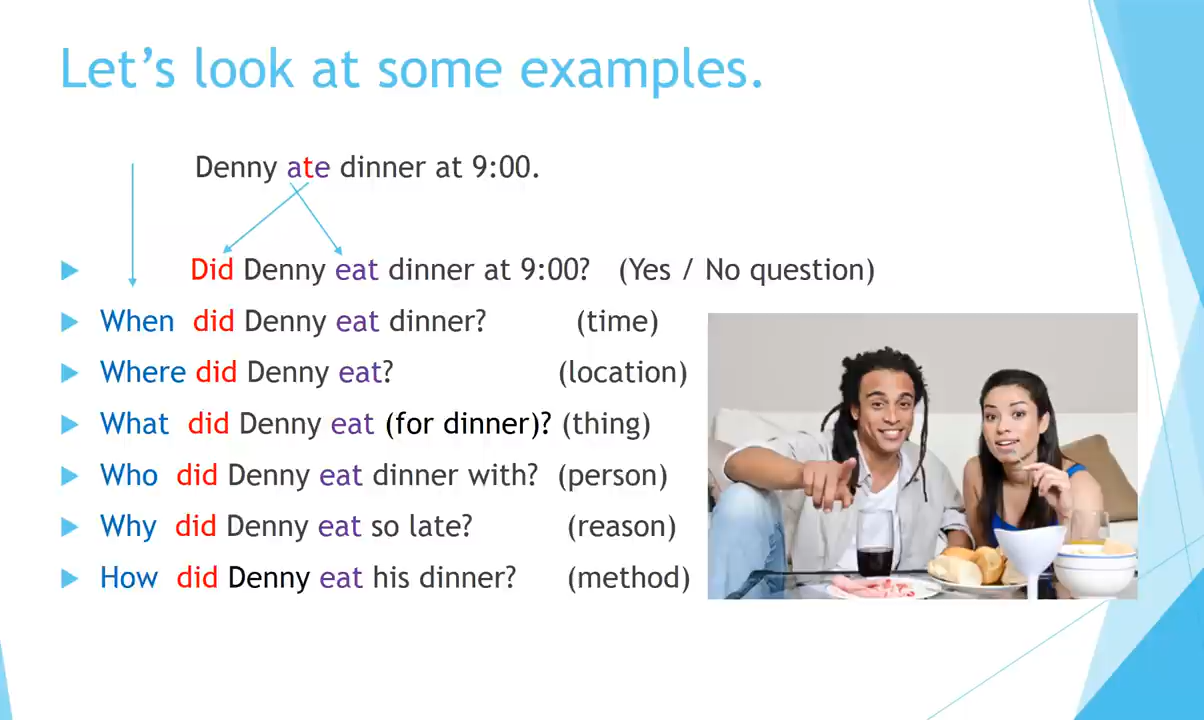 Let's look at some examples.
Denny ate dinner at 9:00.
Did Denny eat dinner at 9:00? (Yes / No question)
When did Denny eat dinner? (time)
Where did Denny eat? (location)
What did Denny eat (for dinner)? (thing)
Who did Denny eat dinner with? (person)
Why did Denny eat so late? (reason)
How did Denny eat his dinner? (method)